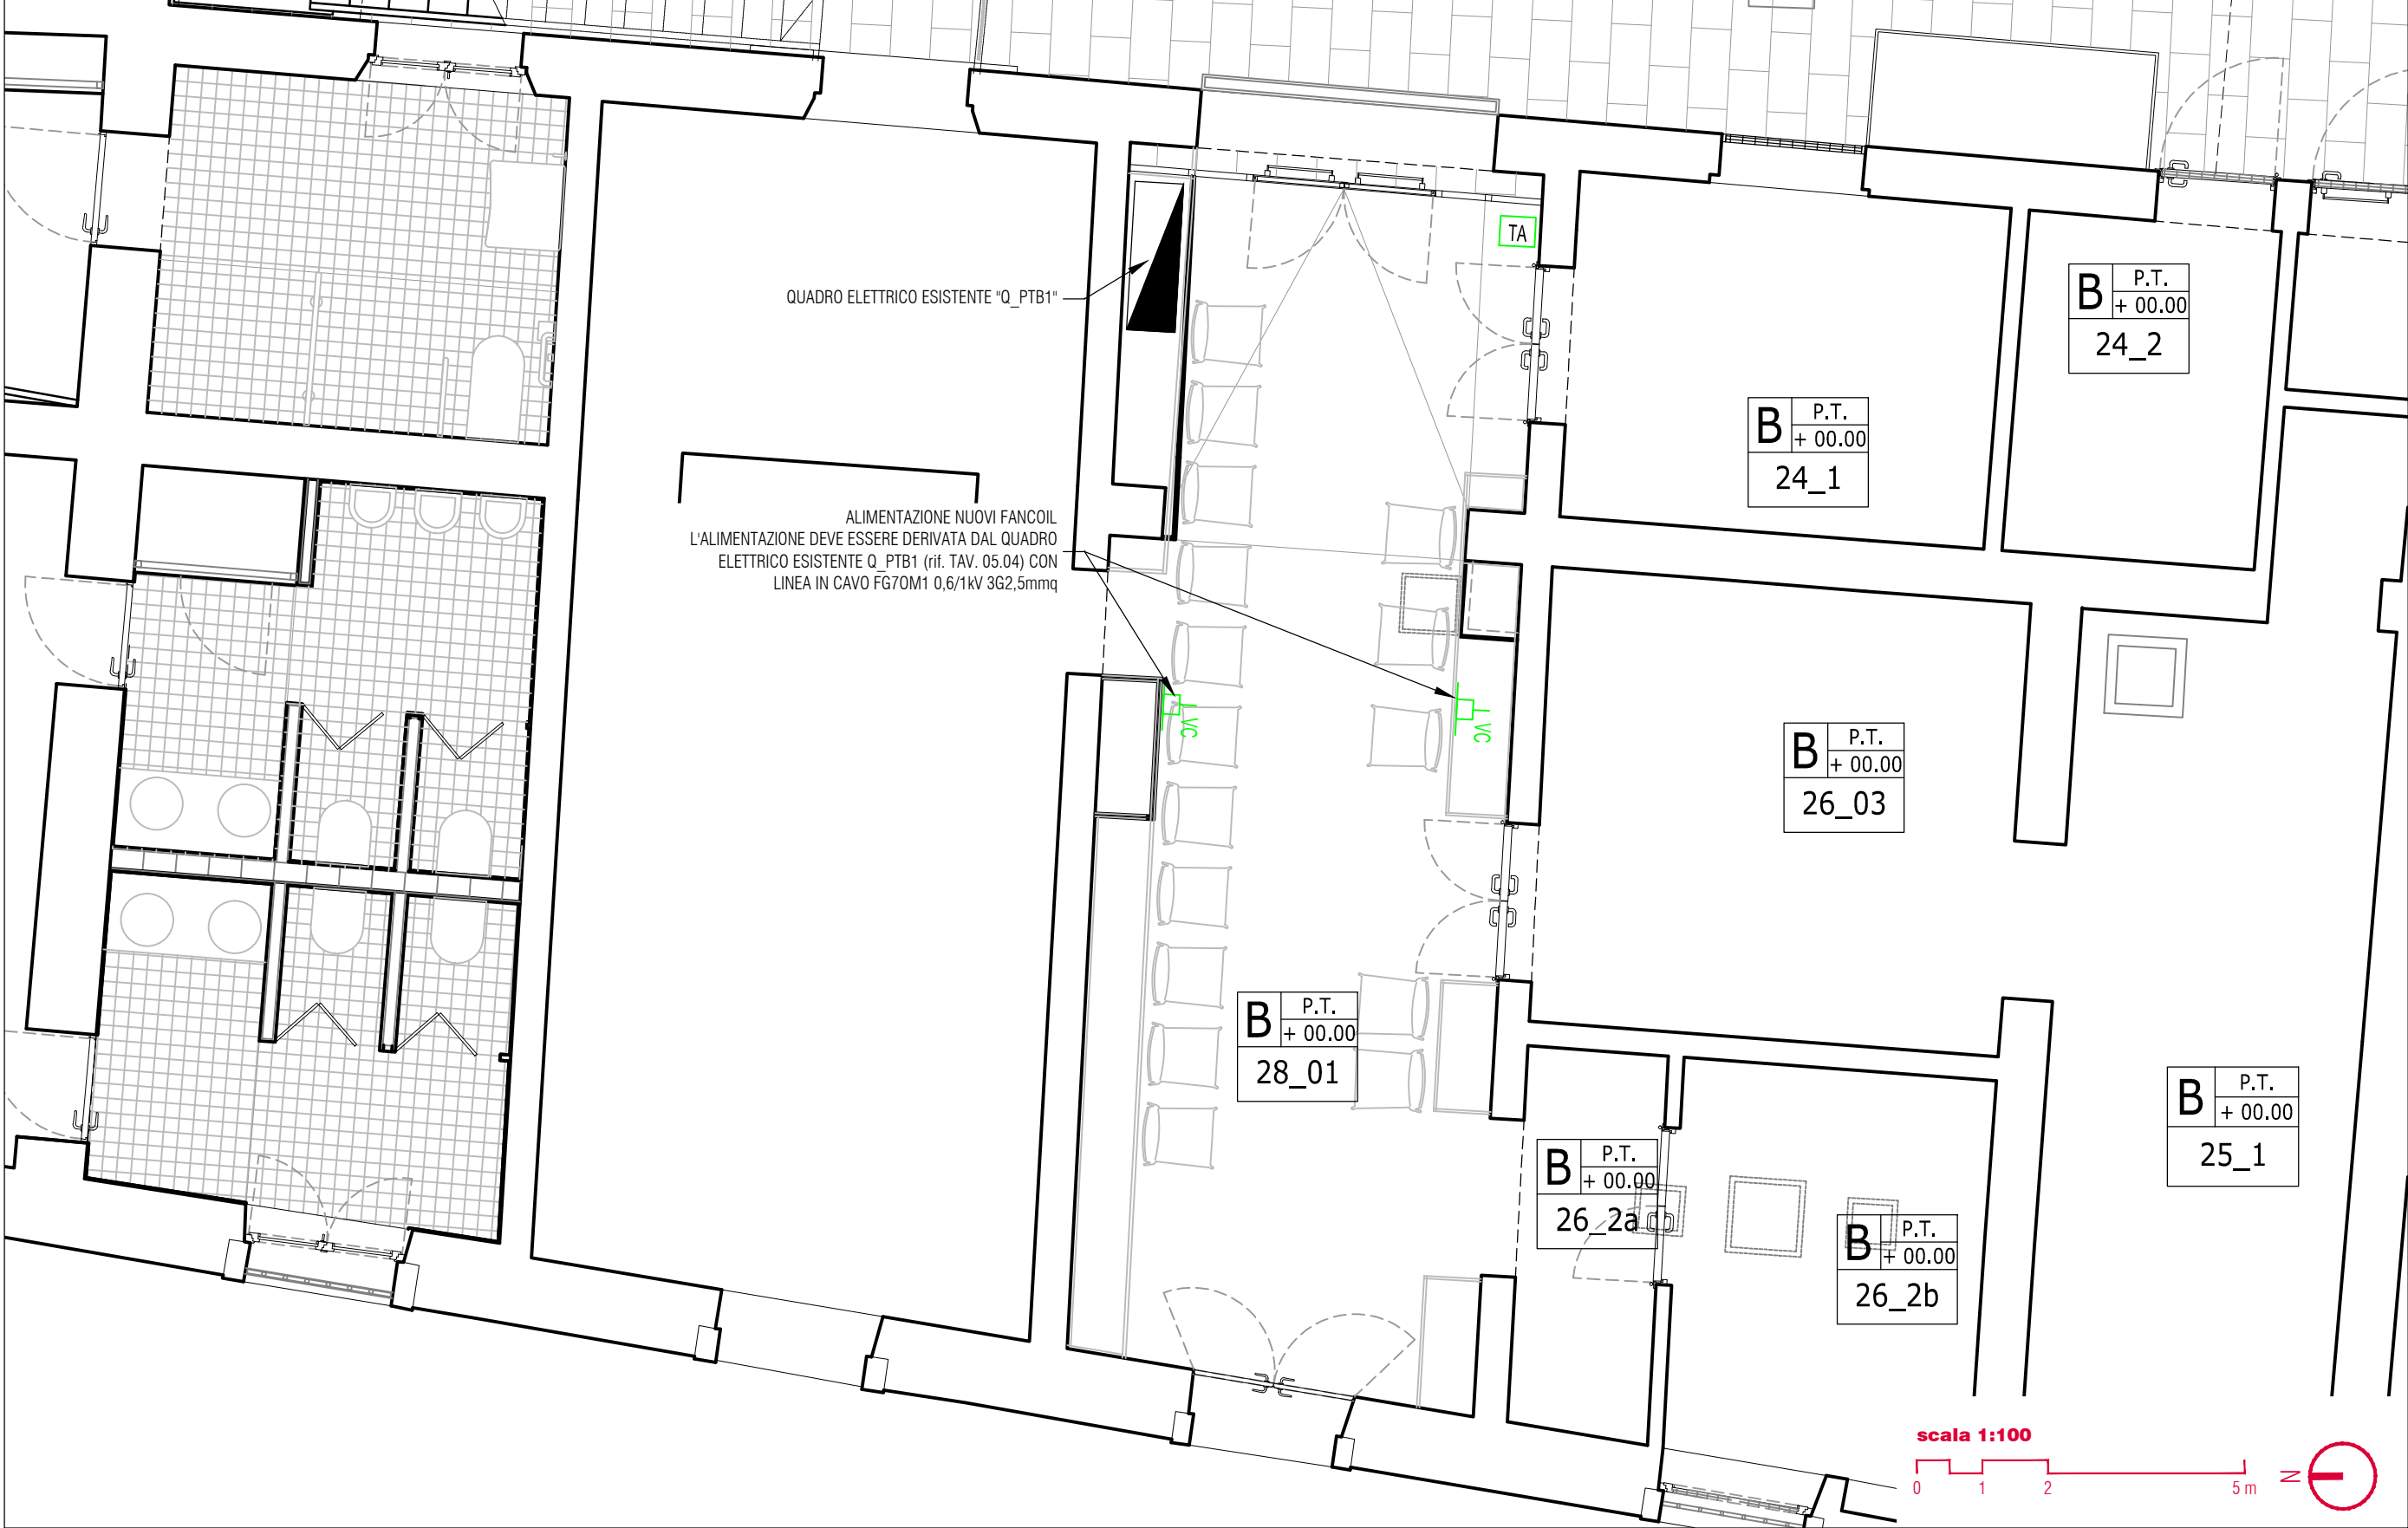 TA
QUADRO ELETTRICO ESISTENTE "Q_PTB1"
B
P.T.
+ 00.00
24_2
B
P.T.
+ 00.00
24_1
ALIMENTAZIONE NUOVI FANCOIL
L'ALIMENTAZIONE DEVE ESSERE DERIVATA DAL QUADRO
ELETTRICO ESISTENTE Q_PTB1 (rif. TAV. 05.04) CON
LINEA IN CAVO FG7OM1 0,6/1kV 3G2,5mmq
VC
VC
B
P.T.
+ 00.00
26_03
B
P.T.
+ 00.00
28_01
B
P.T.
+ 00.00
25_1
B
P.T.
+ 00.00
26_2a
B
P.T.
+ 00.00
26_2b
scala 1:100
0 1 2 5 m
N